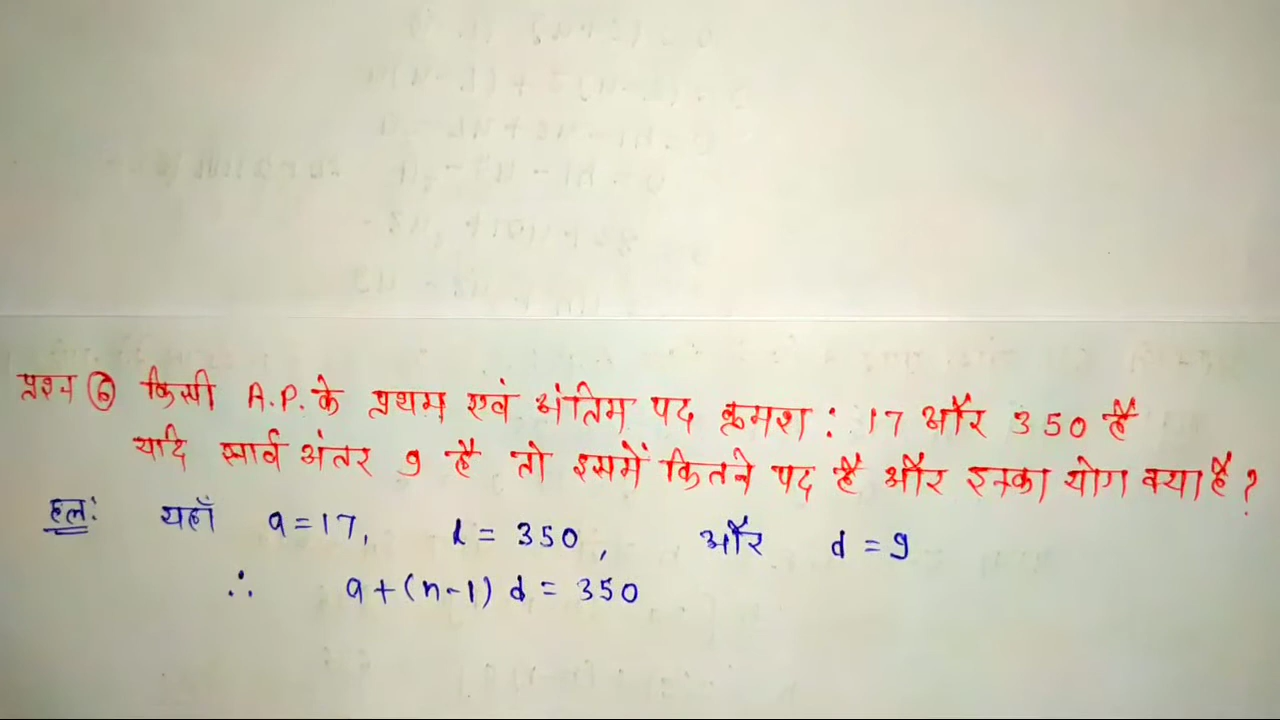 प्रश्न ⑥ किसी A.P. के प्रथम एवं अंतिम पद क्रमश: 17 और 350 है
यदि सार्व अंतर 9 है तो इसमें कितने पद है और इनका योग क्या है ?
हल: यहाँ a = 17, l = 350, और d = 9
∴ a + (n-1) d = 350